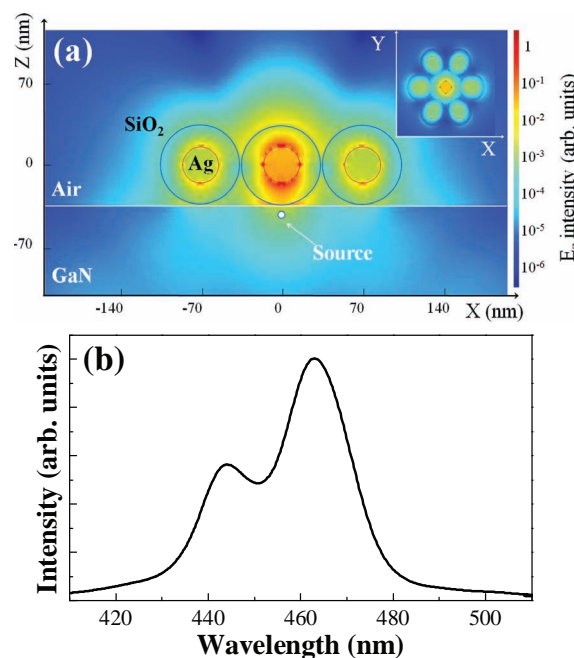 Z (nm)
(a)
Y
X
1
10⁻¹
10⁻²
10⁻³
10⁻⁴
10⁻⁵
10⁻⁶
E₂ intensity (arb. units)
70
0
-70
SiO₂
Ag
Air
Source
GaN
-140
-70
0
70
140
X (nm)
(b)
Intensity (arb. units)
420
440
460
480
500
Wavelength (nm)